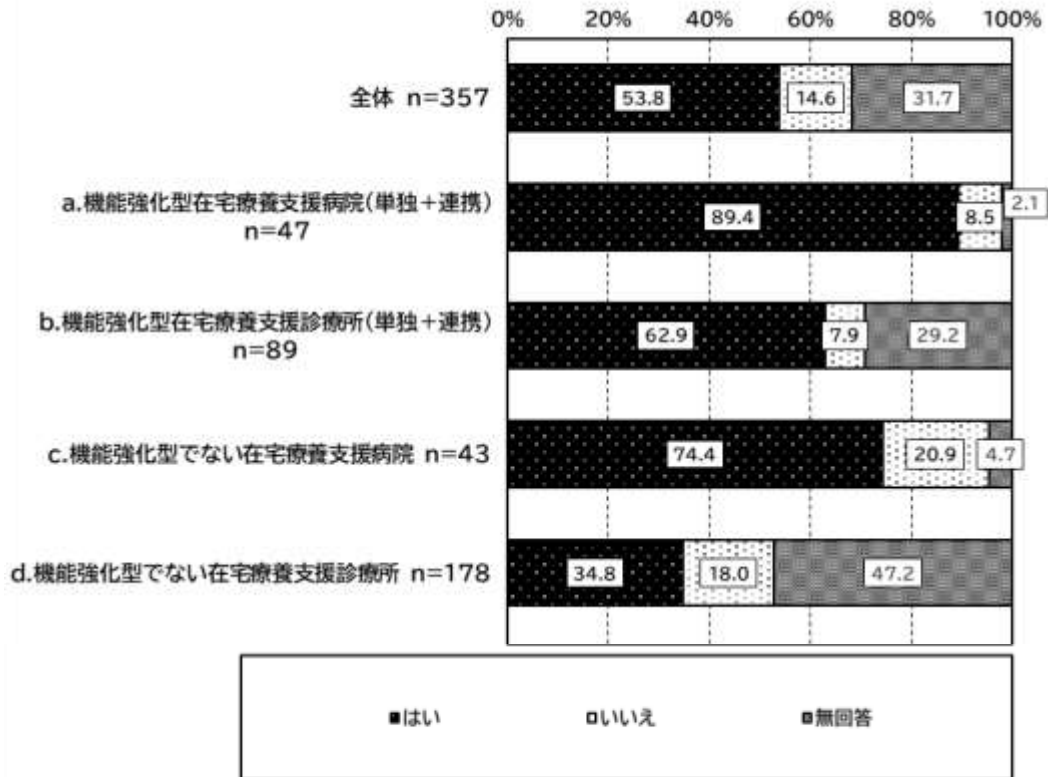 0% 20% 40% 60% 80% 100%
全体 n=357
53.8 14.6 31.7
a.機能強化型在宅療養支援病院(単独+連携)
n=47
89.4 8.5 2.1
b.機能強化型在宅療養支援診療所(単独+連携)
n=89
62.9 7.9 29.2
c.機能強化型でない在宅療養支援病院 n=43
74.4 20.9 4.7
d.機能強化型でない在宅療養支援診療所 n=178
34.8 18.0 47.2
はい いいえ 無回答